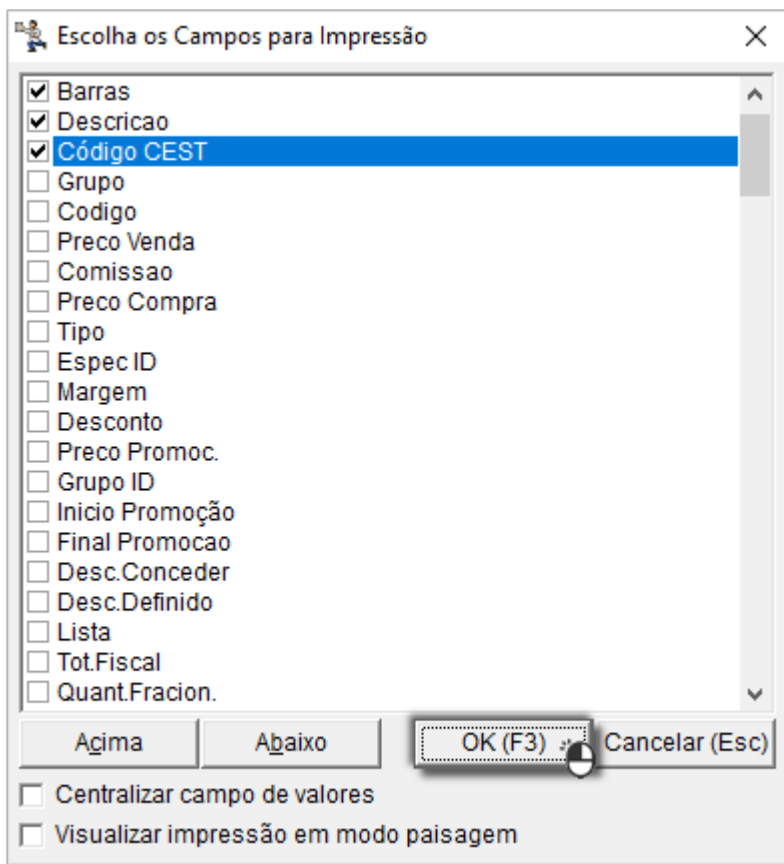 Escolha os Campos para Impressão
Barras
Descricao
Código CEST
Grupo
Codigo
Preco Venda
Comissao
Preco Compra
Tipo
Espec ID
Margem
Desconto
Preco Promoc.
Grupo ID
Inicio Promoção
Final Promocao
Desc.Conceder
Desc.Definido
Lista
Tot.Fiscal
Quant.Fracion.
Acima Abaixo OK (F3) Cancelar (Esc)
Centralizar campo de valores
Visualizar impressão em modo paisagem